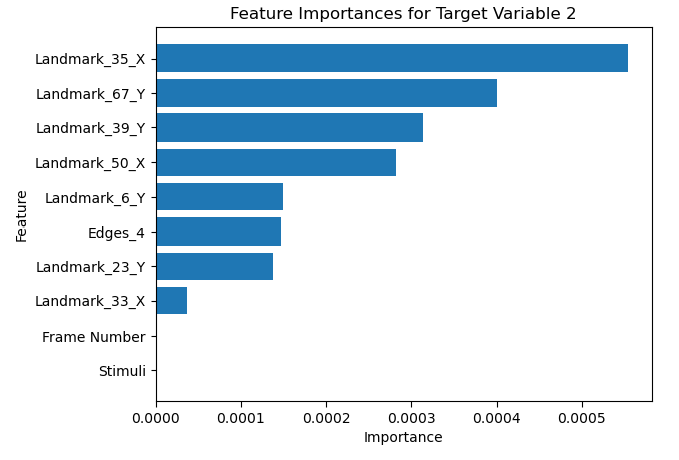 Feature Importances for Target Variable 2
Landmark_35_X
Landmark_67_Y
Landmark_39_Y
Landmark_50_X
Landmark_6_Y
Edges_4
Landmark_23_Y
Landmark_33_X
Frame Number
Stimuli
Feature
0.0000 0.0001 0.0002 0.0003 0.0004 0.0005
Importance